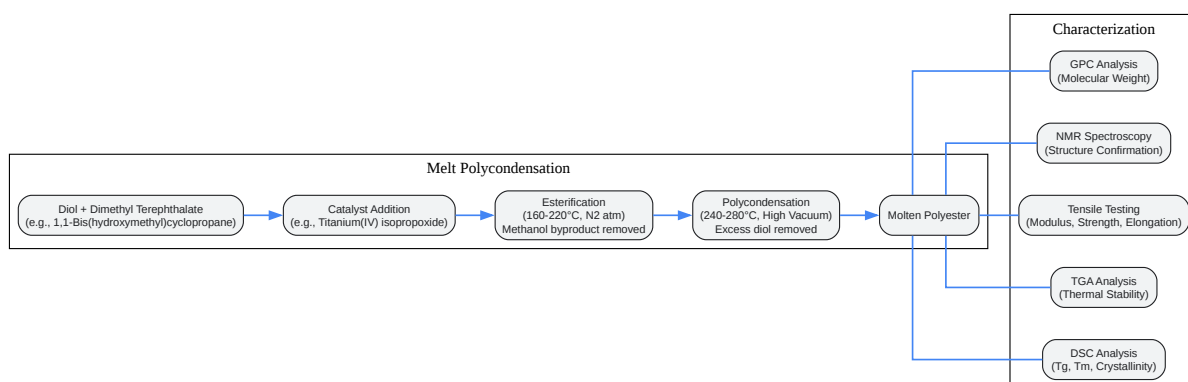 Melt Polycondensation
Diol + Dimethyl Terephthalate
(e.g., 1,1-Bis(hydroxymethyl)cyclopropane)
Catalyst Addition
(e.g., Titanium(IV) isopropoxide)
Esterification
(160-220°C, N2 atm)
Methanol byproduct removed
Polycondensation
(240-280°C, High Vacuum)
Excess diol removed
Molten Polyester
Characterization
GPC Analysis
(Molecular Weight)
NMR Spectroscopy
(Structure Confirmation)
Tensile Testing
(Modulus, Strength, Elongation)
TGA Analysis
(Thermal Stability)
DSC Analysis
(Tg, Tm, Crystallinity)